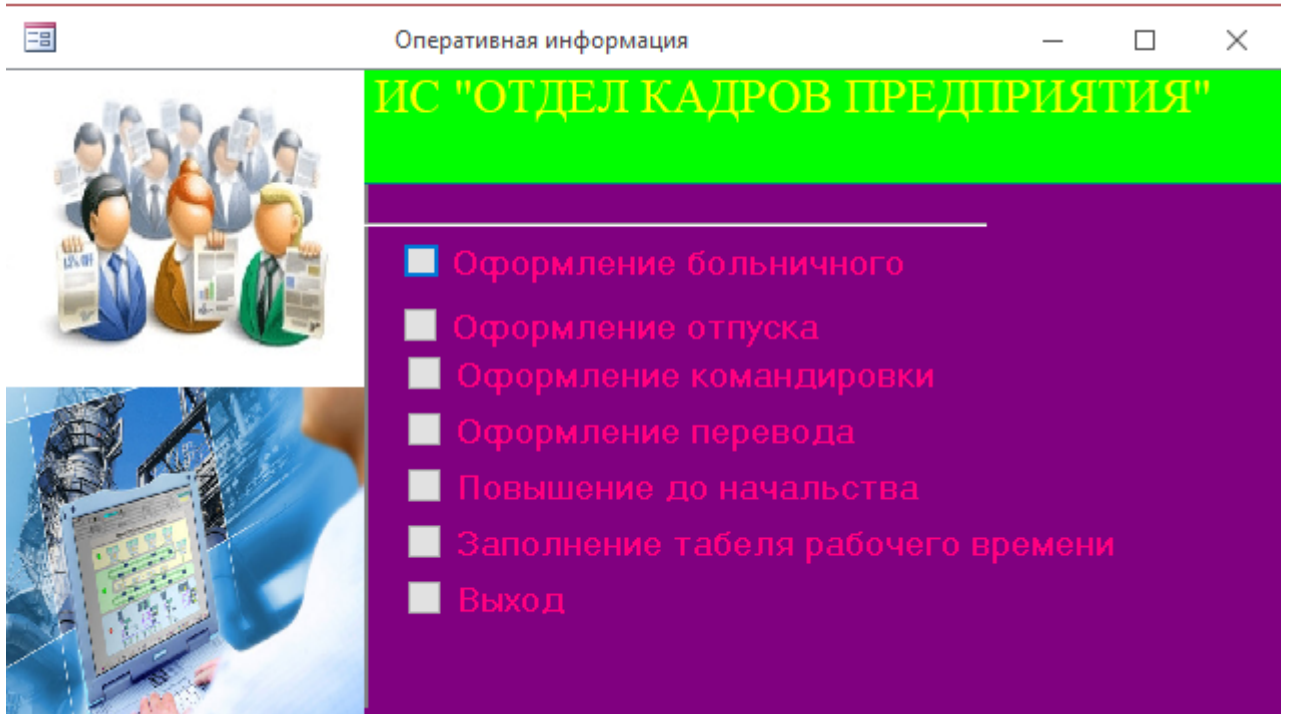 Оперативная информация
ИС "ОТДЕЛ КАДРОВ ПРЕДПРИЯТИЯ"
Оформление больничного
Оформление отпуска
Оформление командировки
Оформление перевода
Повышение до начальства
Заполнение табеля рабочего времени
Выход